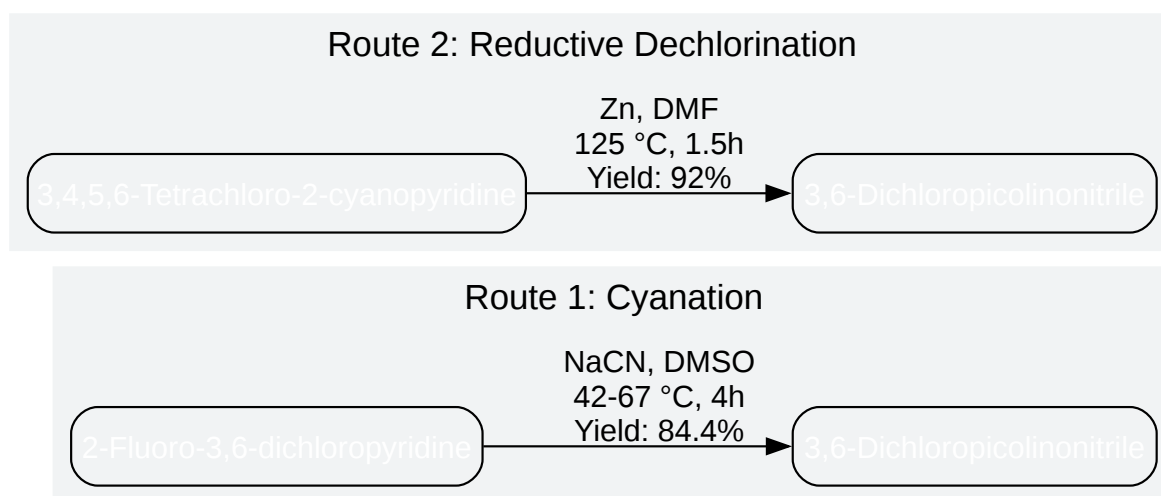 Route 2: Reductive Dechlorination
Zn, DMF
125 °C, 1.5h
Yield: 92%
3,4,5,6-Tetrachloro-2-cyanopyridine
3,6-Dichloropicolinonitrile
Route 1: Cyanation
NaCN, DMSO
42-67 °C, 4h
Yield: 84.4%
2-Fluoro-3,6-dichloropyridine
3,6-Dichloropicolinonitrile